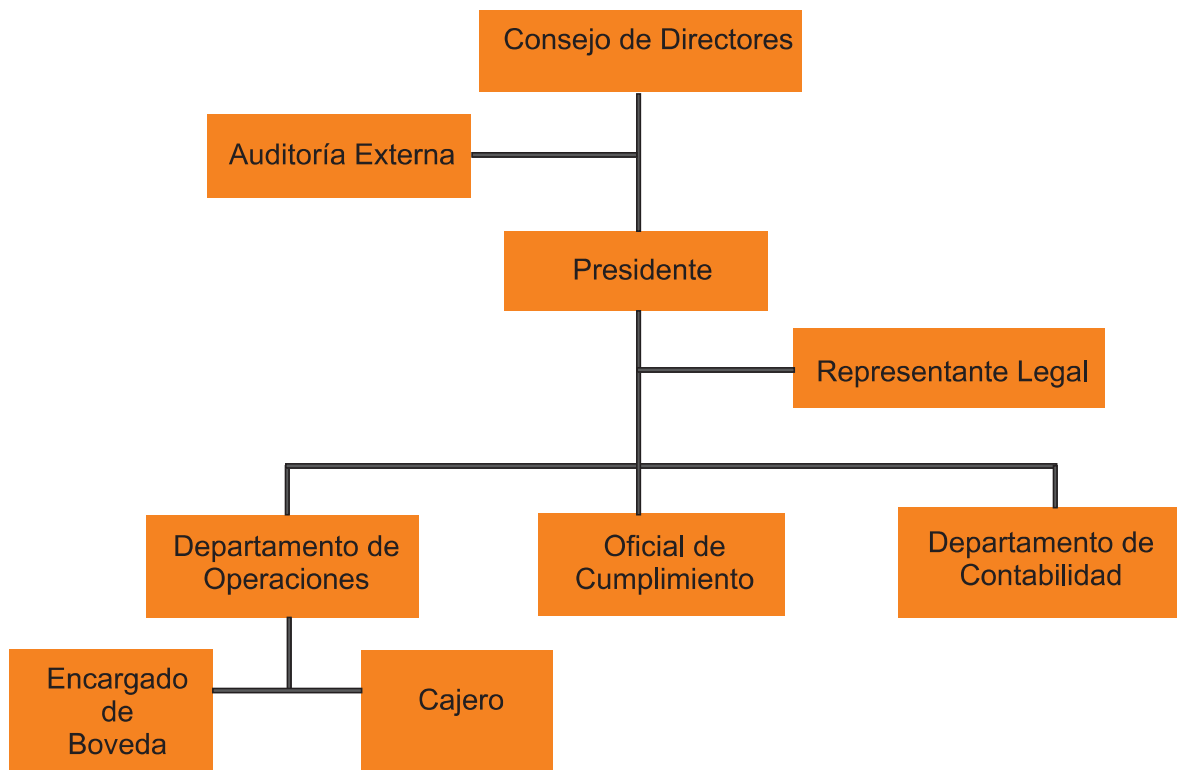 Consejo de Directores
Auditoría Externa
Presidente
Representante Legal
Departamento de
Operaciones
Oficial de
Cumplimiento
Departamento de
Contabilidad
Encargado
de
Boveda
Cajero